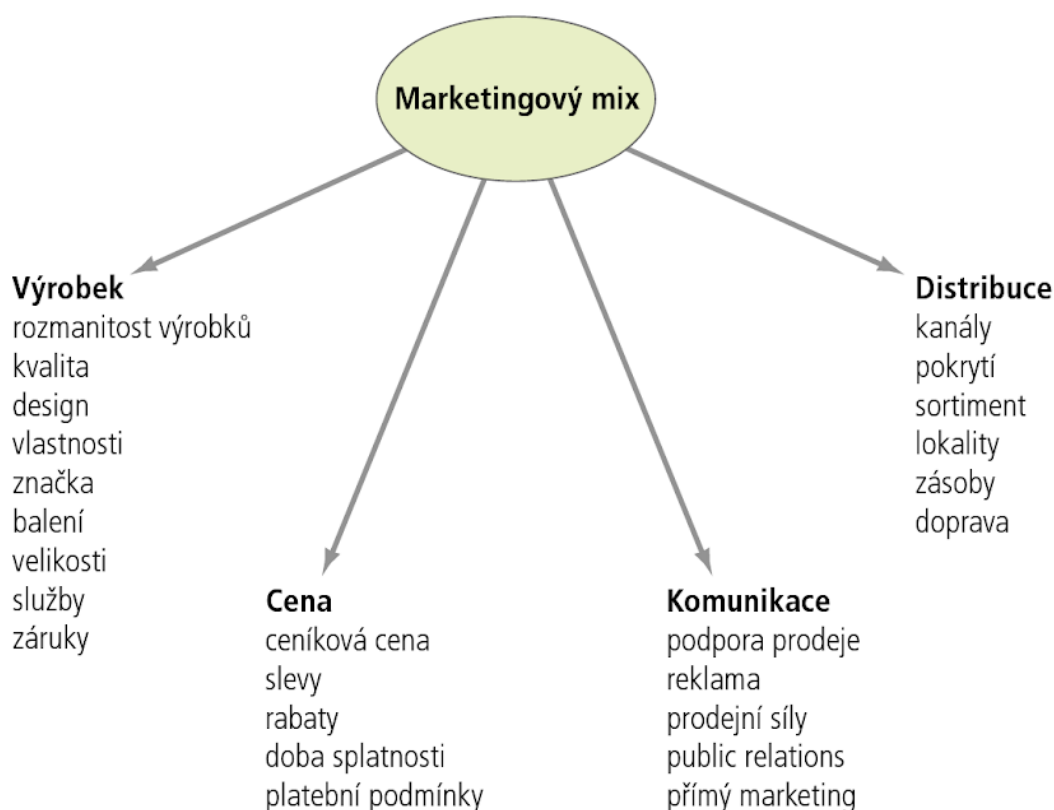 Marketingový mix
Výrobek
rozmanitost výrobků
kvalita
design
vlastnosti
značka
balení
velikosti
služby
záruky
Cena
ceníková cena
slevy
rabaty
doba splatnosti
platební podmínky
Komunikace
podpora prodeje
reklama
prodejní síly
public relations
přímý marketing
Distribuce
kanály
pokrytí
sortiment
lokality
zásoby
doprava